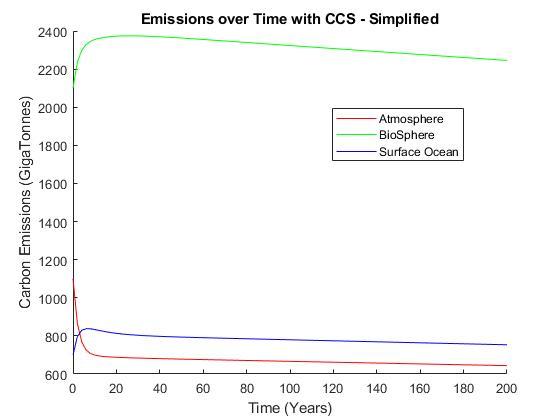 Emissions over Time with CCS - Simplified
Carbon Emissions (GigaTonnes)
2400
2200
2000
1800
1600
1400
1200
1000
800
600
Atmosphere
BioSphere
Surface Ocean
0 20 40 60 80 100 120 140 160 180 200
Time (Years)